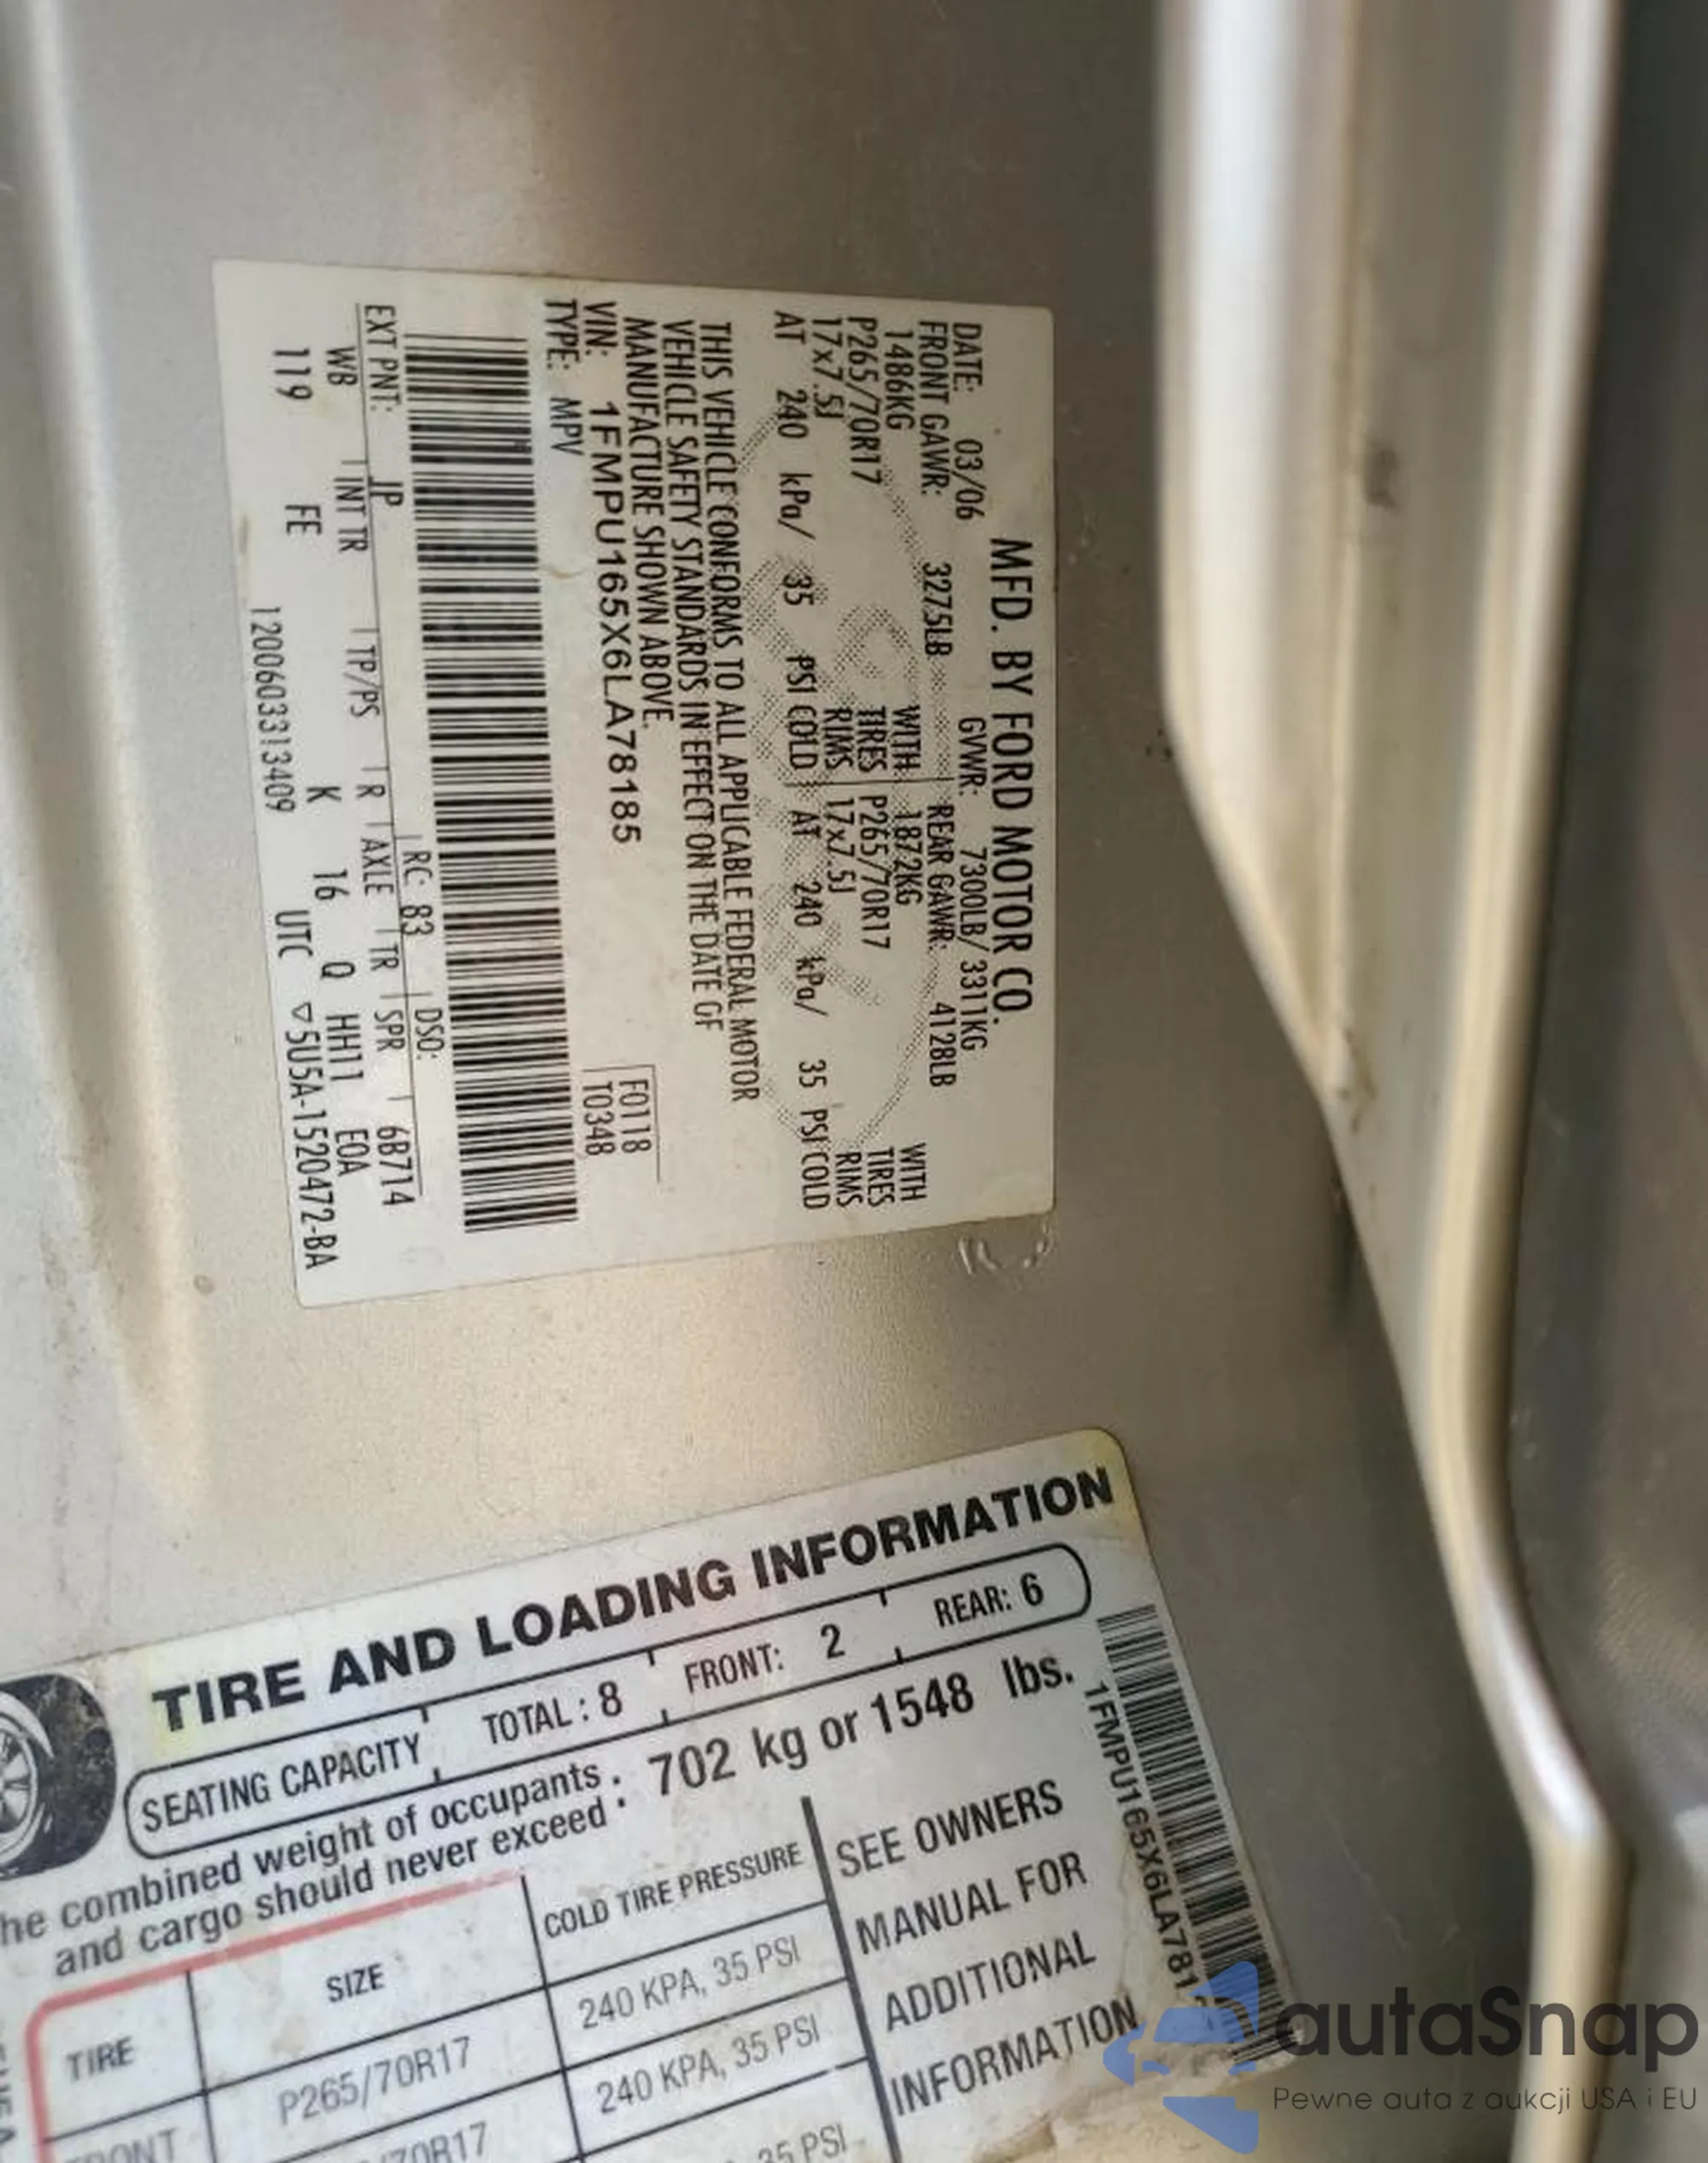 MFD. BY FORD MOTOR CO.
DATE: 03/06 GVWR: 7300LB/ 3311KG
FRONT GAWR: 3275LB REAR GAWR: 4128LB
1486KG WITH 1872KG WITH
P265/70R17 TIRES P265/70R17 TIRES
17x7.5J RIMS 17x7.5J RIMS
AT 240 kPa/ 35 PSI COLD AT 240 kPa/ 35 PSI COLD
THIS VEHICLE CONFORMS TO ALL APPLICABLE FEDERAL MOTOR
VEHICLE SAFETY STANDARDS IN EFFECT ON THE DATE OF
MANUFACTURE SHOWN ABOVE.
VIN: 1FMPU165X6LA78185 F0118
TYPE: MPV T0348
EXT PNT: JP RC: 83 DSO:
WB INT TR TP/PS R AXLE TR SPR 6B714
119 FE K 16 Q HH11 E0A
1200603313409 UTC ▽5U5A-1520472-BA
TIRE AND LOADING INFORMATION
SEATING CAPACITY TOTAL : 8 FRONT: 2 REAR: 6
he combined weight of occupants
and cargo should never exceed : 702 kg or 1548 lbs.
TIRE SIZE COLD TIRE PRESSURE SEE OWNERS
MANUAL FOR
ADDITIONAL
INFORMATION
P265/70R17 240 KPA, 35 PSI
/70R17 240 KPA, 35 PSI
35 PSI
1FMPU165X6LA781
autaSnap
Pewne auta z aukcji USA i EU